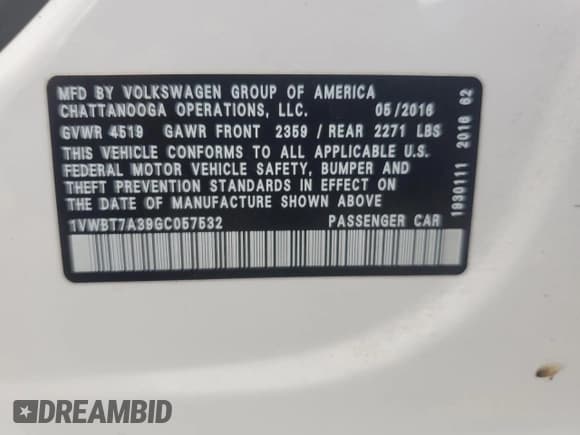 MFD BY VOLKSWAGEN GROUP OF AMERICA
CHATTANOOGA OPERATIONS, LLC. 05/2016
GVWR 4519 GAWR FRONT 2359 / REAR 2271 LBS
THIS VEHICLE CONFORMS TO ALL APPLICABLE U.S.
FEDERAL MOTOR VEHICLE SAFETY, BUMPER AND
THEFT PREVENTION STANDARDS IN EFFECT ON
THE DATE OF MANUFACTURE SHOWN ABOVE
1VWBT7A39GC057532 PASSENGER CAR
1930111 2016 62
DREAMBID